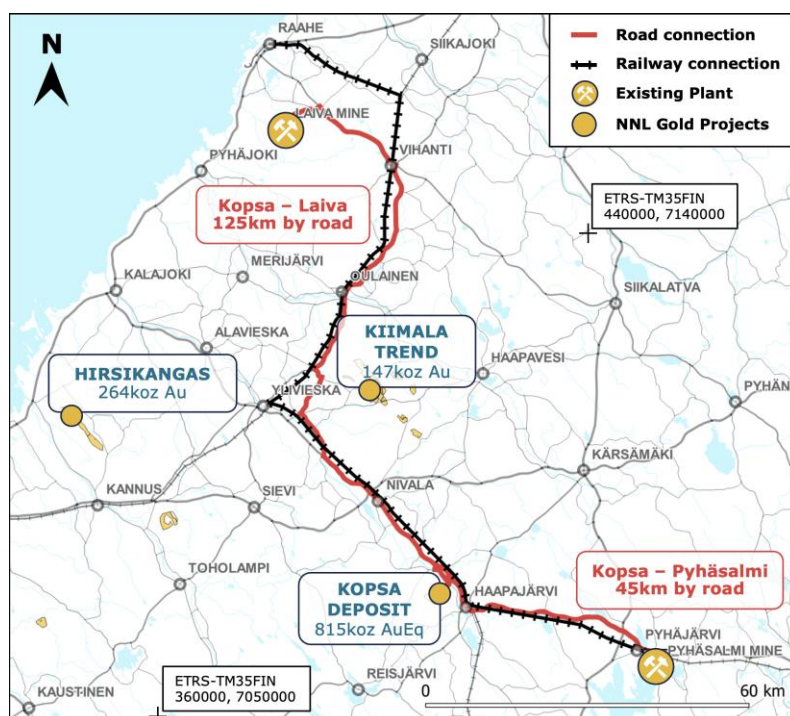 N
RAAHE
SIIKAJOKI
Road connection
Railway connection
Existing Plant
NNL Gold Projects
LAIVA MINE
VIHANTI
PYHÄJOKI
Kopsa – Laiva
125km by road
ETRS-TM35FIN
440000, 7140000
MERIJÄRVI
OULAINEN
KALAJOKI
SIIKALATVA
ALAVIESKA
KIIMALA
TREND
147koz Au
HAAPAVESI
HIRSIKANGAS
264koz Au
YLIVIESKA
PYHÄN
KÄRSÄMÄKI
KANNUS
SIEVI
NIVALA
TOHOLAMPI
KOPSA
DEPOSIT
815koz AuEq
HAAPAJÄRVI
Kopsa – Pyhäsalmi
45km by road
PYHÄJÄRVI
PYHÄSALMI MINE
ETRS-TM35FIN
360000, 7050000
REISJÄRVI
KAUSTINEN
0
60 km